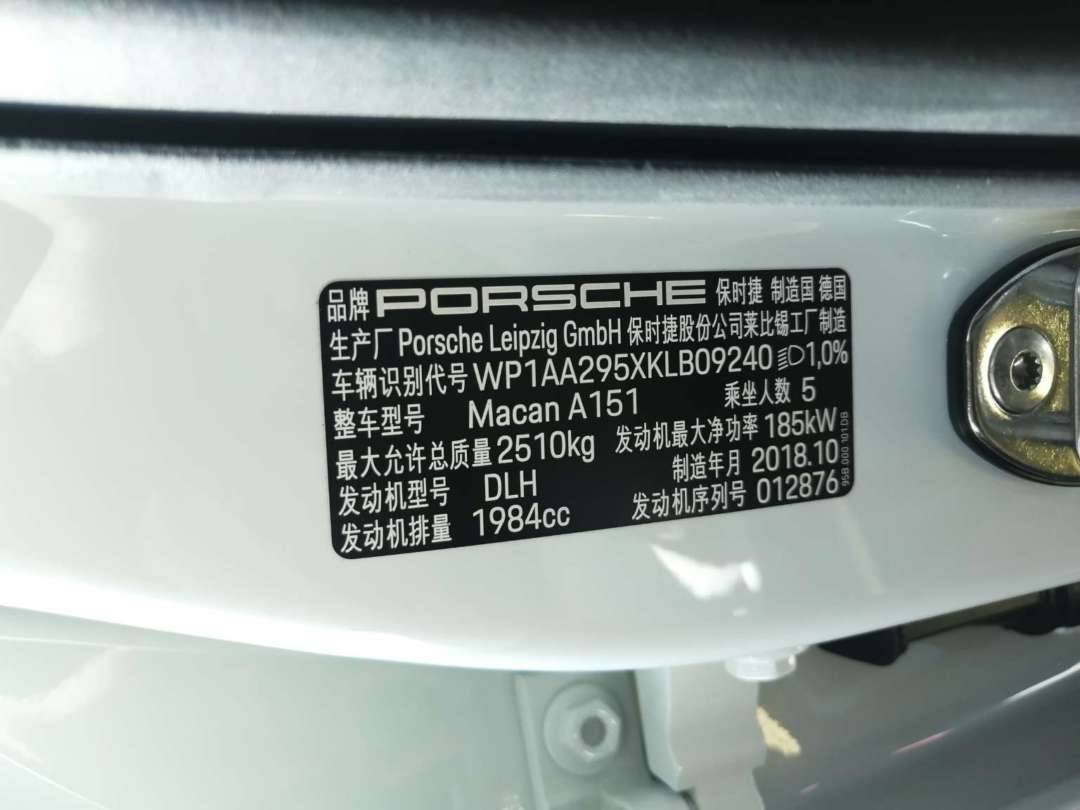 品牌 PORSCHE 保时捷 制造国 德国
生产厂 Porsche Leipzig GmbH 保时捷股份公司莱比锡工厂制造
车辆识别代号 WP1AA295XKLB09240 1,0%
整车型号 Macan A151 乘坐人数 5
最大允许总质量 2510kg 发动机最大净功率 185kW
发动机型号 DLH 制造年月 2018.10
发动机排量 1984cc 发动机序列号 012876
95B 000 101 DB